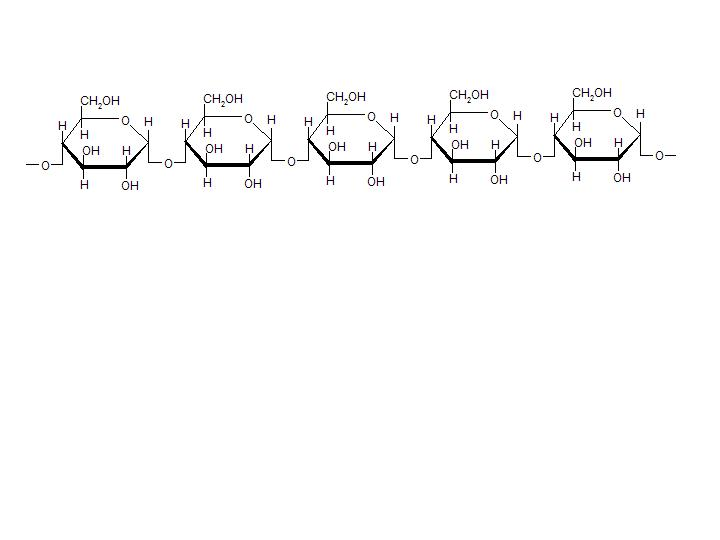 CH2OH CH2OH CH2OH CH2OH CH2OH
H O H H O H H O H H O H H O H
H H H H H
OH H OH H OH H OH H OH H
O O O O O O
H OH H OH H OH H OH H OH